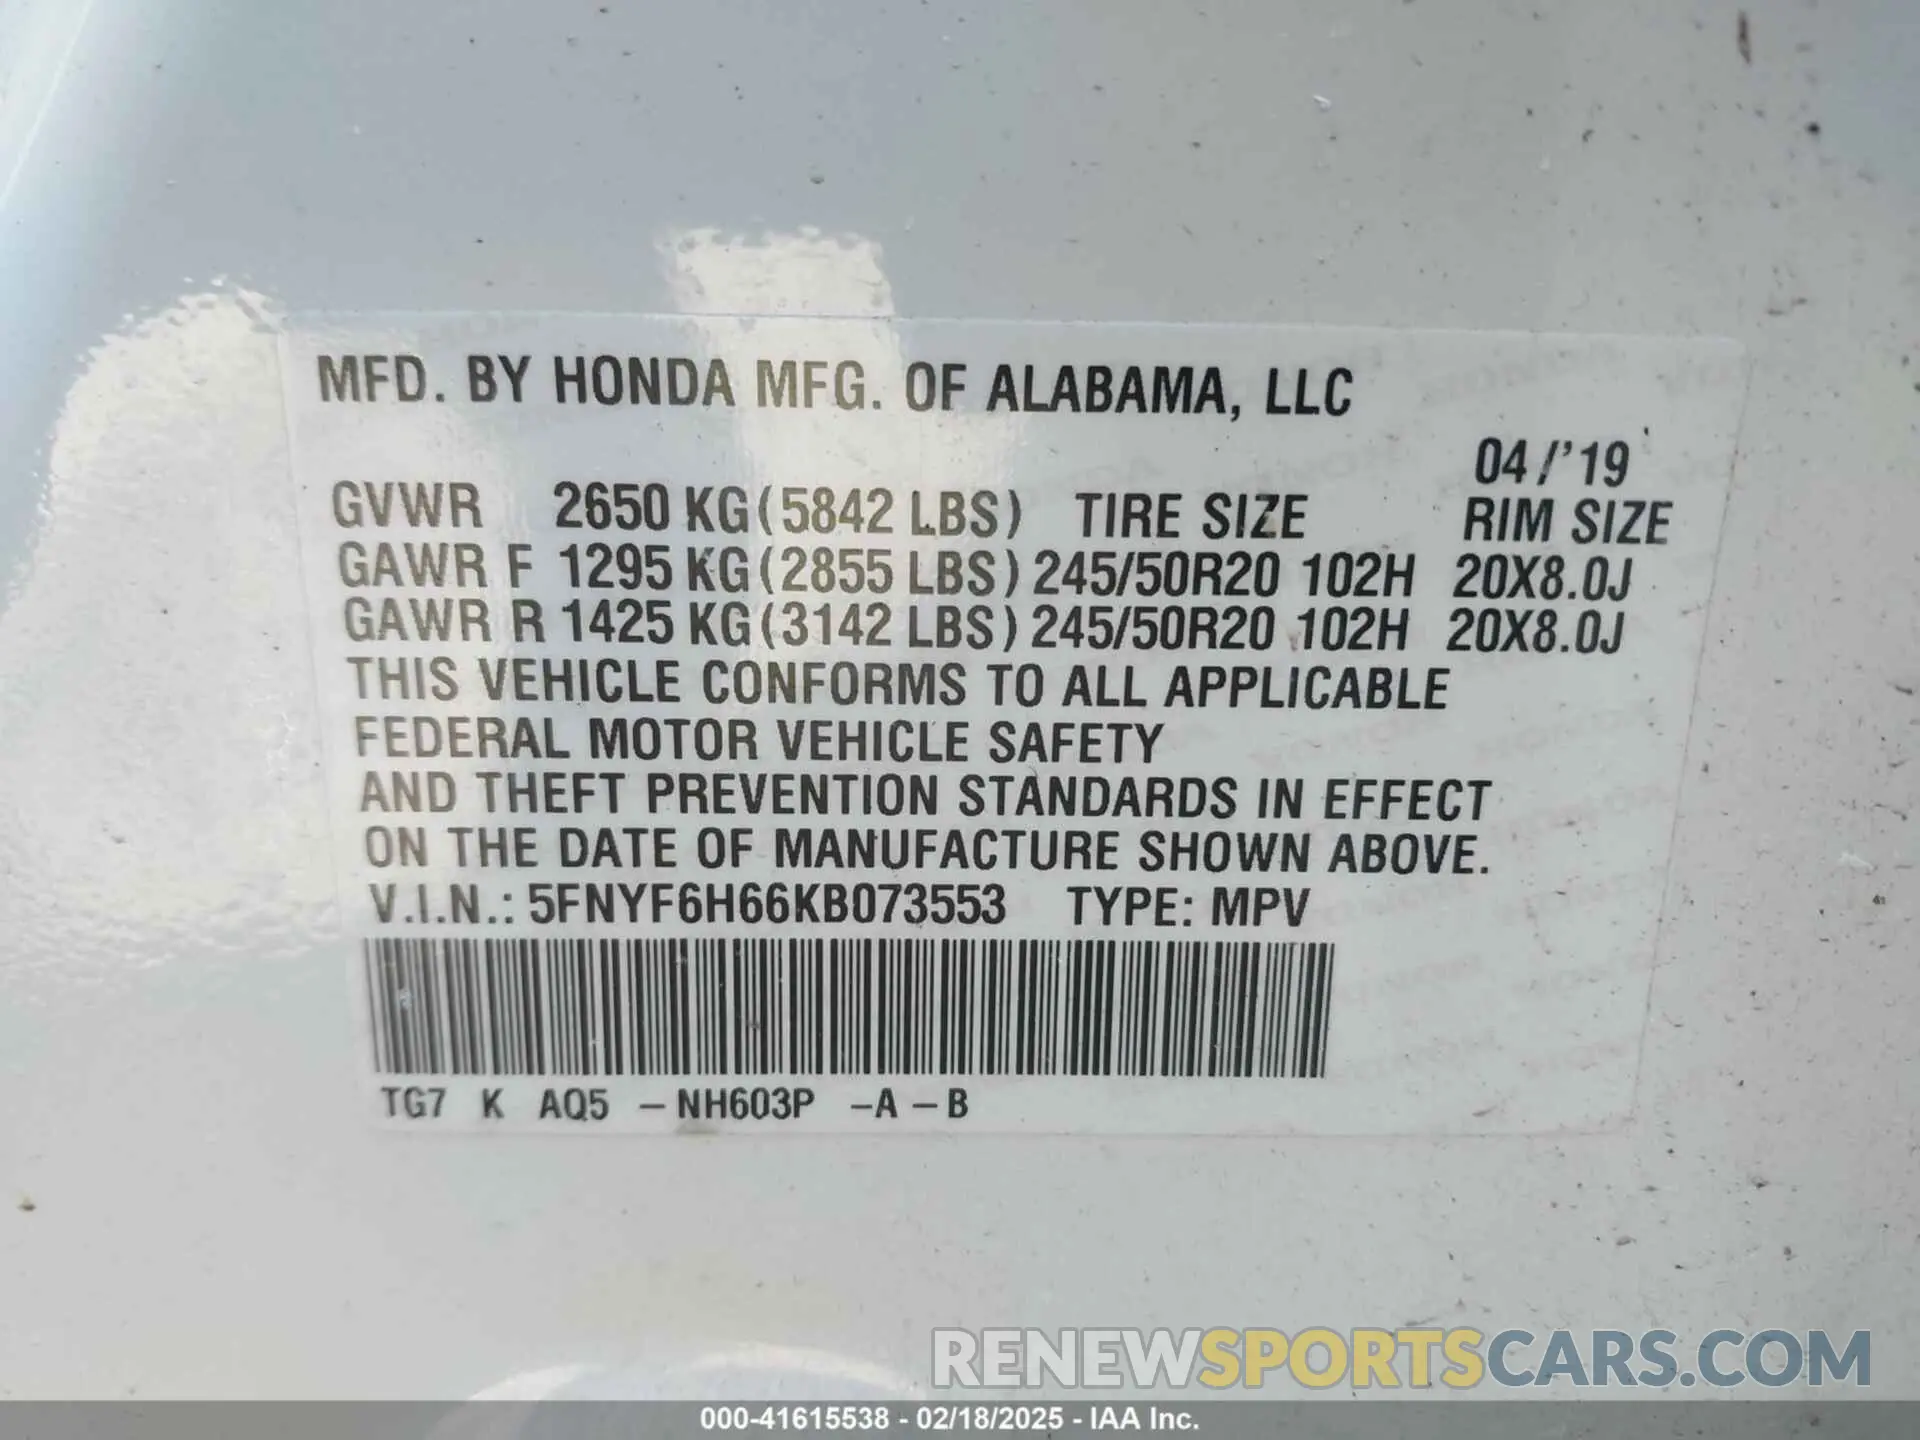 MFD. BY HONDA MFG. OF ALABAMA, LLC
04/'19
GVWR 2650 KG (5842 LBS) TIRE SIZE RIM SIZE
GAWR F 1295 KG (2855 LBS) 245/50R20 102H 20X8.0J
GAWR R 1425 KG (3142 LBS) 245/50R20 102H 20X8.0J
THIS VEHICLE CONFORMS TO ALL APPLICABLE
FEDERAL MOTOR VEHICLE SAFETY
AND THEFT PREVENTION STANDARDS IN EFFECT
ON THE DATE OF MANUFACTURE SHOWN ABOVE.
V.I.N.: 5FNYF6H66KB073553 TYPE: MPV
TG7 K AQ5 – NH603P – A – B
RENEWSPORTSCARS.COM
000-41615538 - 02/18/2025 - IAA Inc.